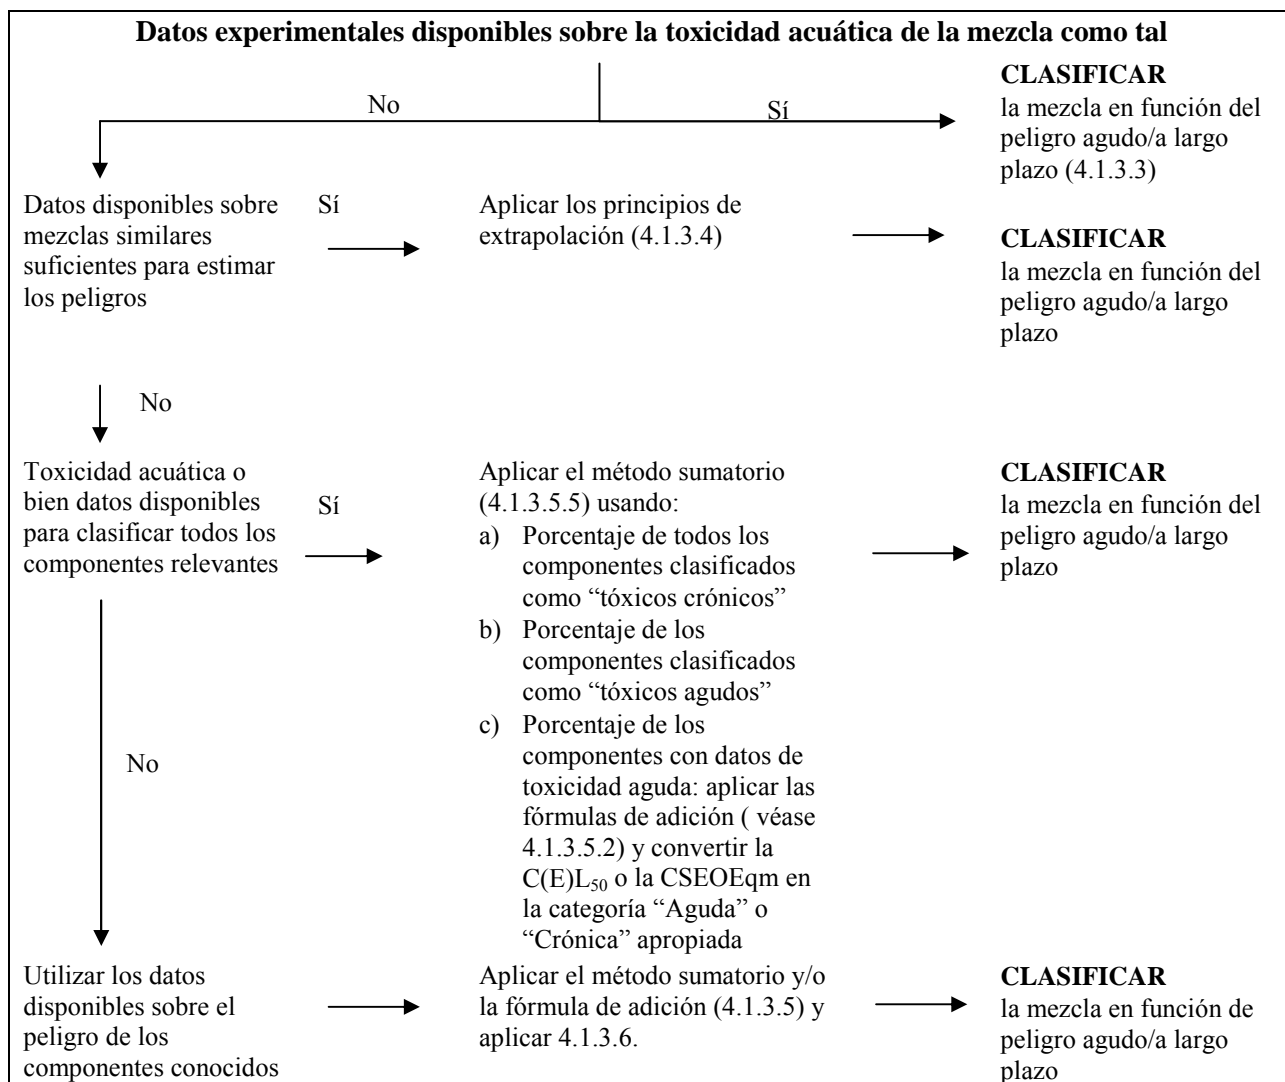 Datos experimentales disponibles sobre la toxicidad acuática de la mezcla como tal
No
Sí
CLASIFICAR
la mezcla en función del
peligro agudo/a largo
plazo (4.1.3.3)
Datos disponibles sobre
mezclas similares
suficientes para estimar
los peligros
Sí
Aplicar los principios de
extrapolación (4.1.3.4)
CLASIFICAR
la mezcla en función del
peligro agudo/a largo
plazo
No
Toxicidad acuática o
bien datos disponibles
para clasificar todos los
componentes relevantes
Sí
Aplicar el método sumatorio
(4.1.3.5.5) usando:
a) Porcentaje de todos los
componentes clasificados
como “tóxicos crónicos”
b) Porcentaje de los
componentes clasificados
como “tóxicos agudos”
c) Porcentaje de los
componentes con datos de
toxicidad aguda: aplicar las
fórmulas de adición ( véase
4.1.3.5.2) y convertir la
C(E)L50 o la CSEOEqm en
la categoría “Aguda” o
“Crónica” apropiada
CLASIFICAR
la mezcla en función del
peligro agudo/a largo
plazo
No
Utilizar los datos
disponibles sobre el
peligro de los
componentes conocidos
Aplicar el método sumatorio y/o
la fórmula de adición (4.1.3.5) y
aplicar 4.1.3.6.
CLASIFICAR
la mezcla en función de
peligro agudo/a largo
plazo